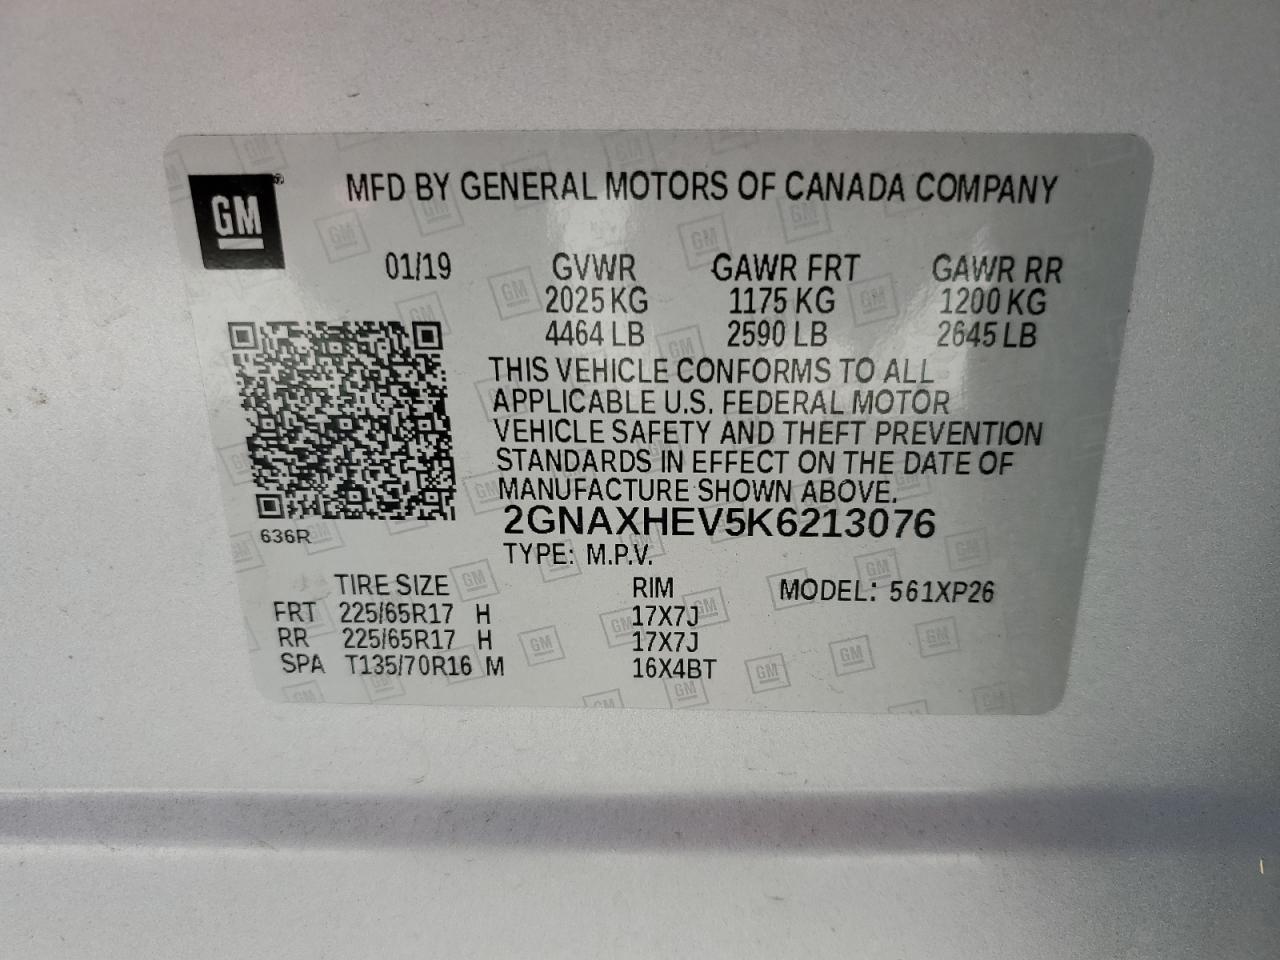 GM®
MFD BY GENERAL MOTORS OF CANADA COMPANY
01/19 GVWR GAWR FRT GAWR RR
2025 KG 1175 KG 1200 KG
4464 LB 2590 LB 2645 LB
THIS VEHICLE CONFORMS TO ALL
APPLICABLE U.S. FEDERAL MOTOR
VEHICLE SAFETY AND THEFT PREVENTION
STANDARDS IN EFFECT ON THE DATE OF
MANUFACTURE SHOWN ABOVE.
2GNAXHEV5K6213076
636R
TYPE: M.P.V.
TIRE SIZE RIM MODEL: 561XP26
FRT 225/65R17 H 17X7J
RR 225/65R17 H 17X7J
SPA T135/70R16 M 16X4BT